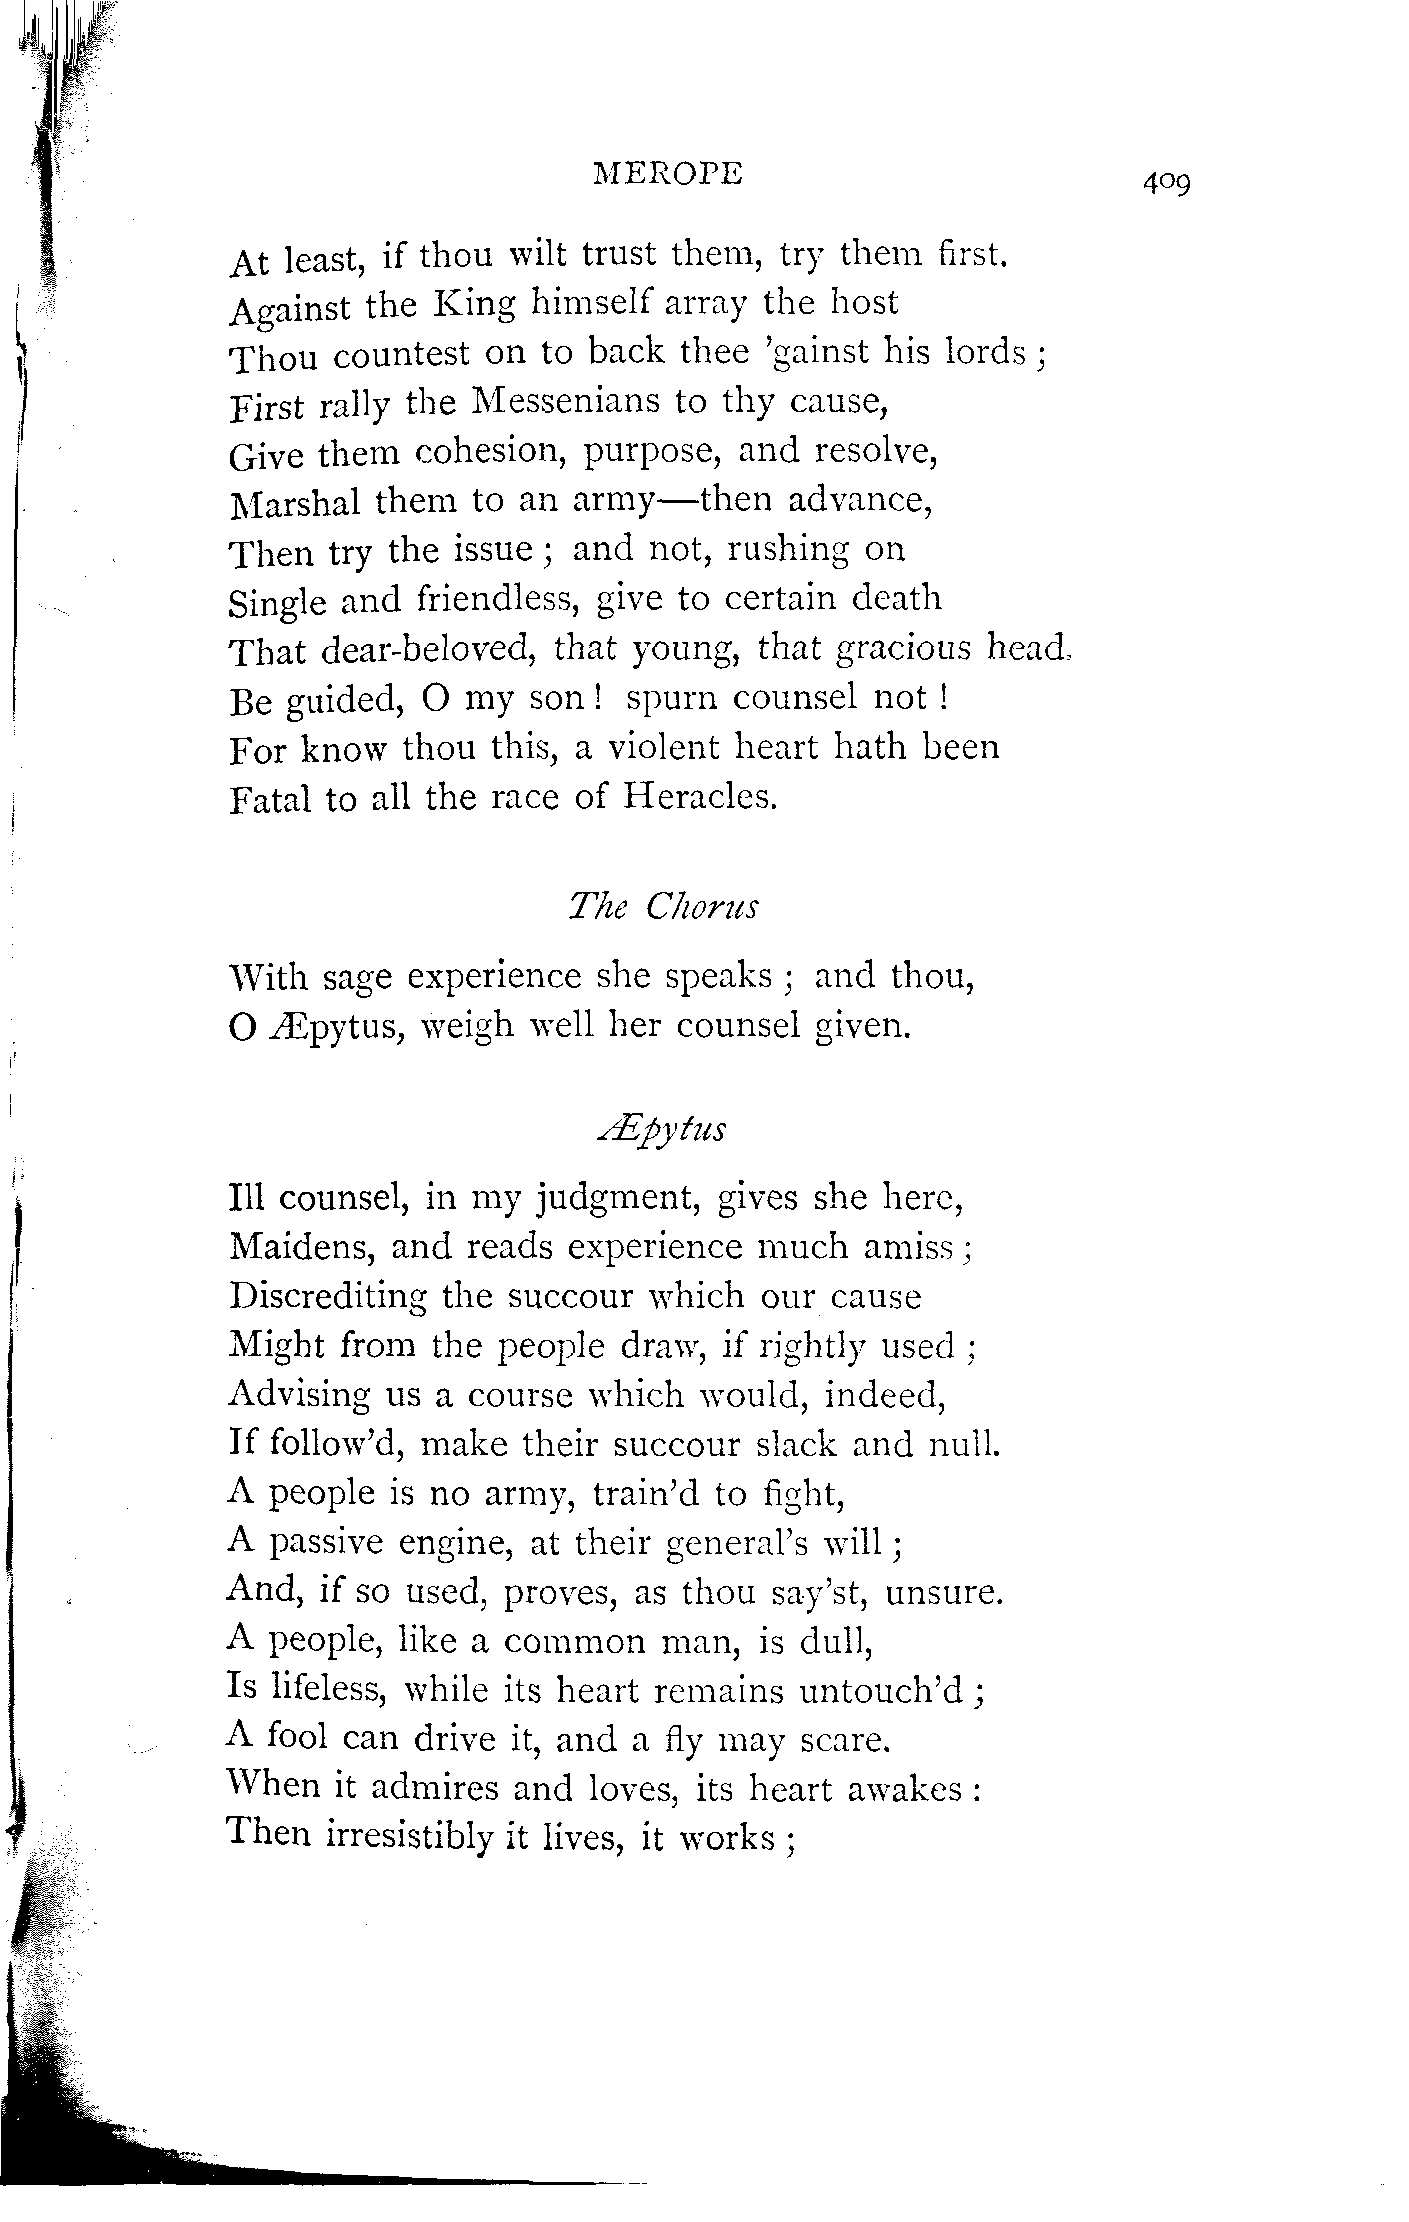 MEROPE 409
At least, if thou wilt trust them, try them first.
Against the King himself array the host
Thou countest on to back thee ’gainst his lords ;
First rally the Messenians to thy cause,
Give them cohesion, purpose, and resolve,
Marshal them to an army—then advance,
Then try the issue ; and not, rushing on
Single and friendless, give to certain death
That dear-beloved, that young, that gracious head.
Be guided, O my son ! spurn counsel not !
For know thou this, a violent heart hath been
Fatal to all the race of Heracles.
The Chorus
With sage experience she speaks ; and thou,
O Æpytus, weigh well her counsel given.
Æpytus
Ill counsel, in my judgment, gives she here,
Maidens, and reads experience much amiss ;
Discrediting the succour which our cause
Might from the people draw, if rightly used ;
Advising us a course which would, indeed,
If follow’d, make their succour slack and null.
A people is no army, train’d to fight,
A passive engine, at their general’s will ;
And, if so used, proves, as thou say’st, unsure.
A people, like a common man, is dull,
Is lifeless, while its heart remains untouch’d ;
A fool can drive it, and a fly may scare.
When it admires and loves, its heart awakes :
Then irresistibly it lives, it works ;